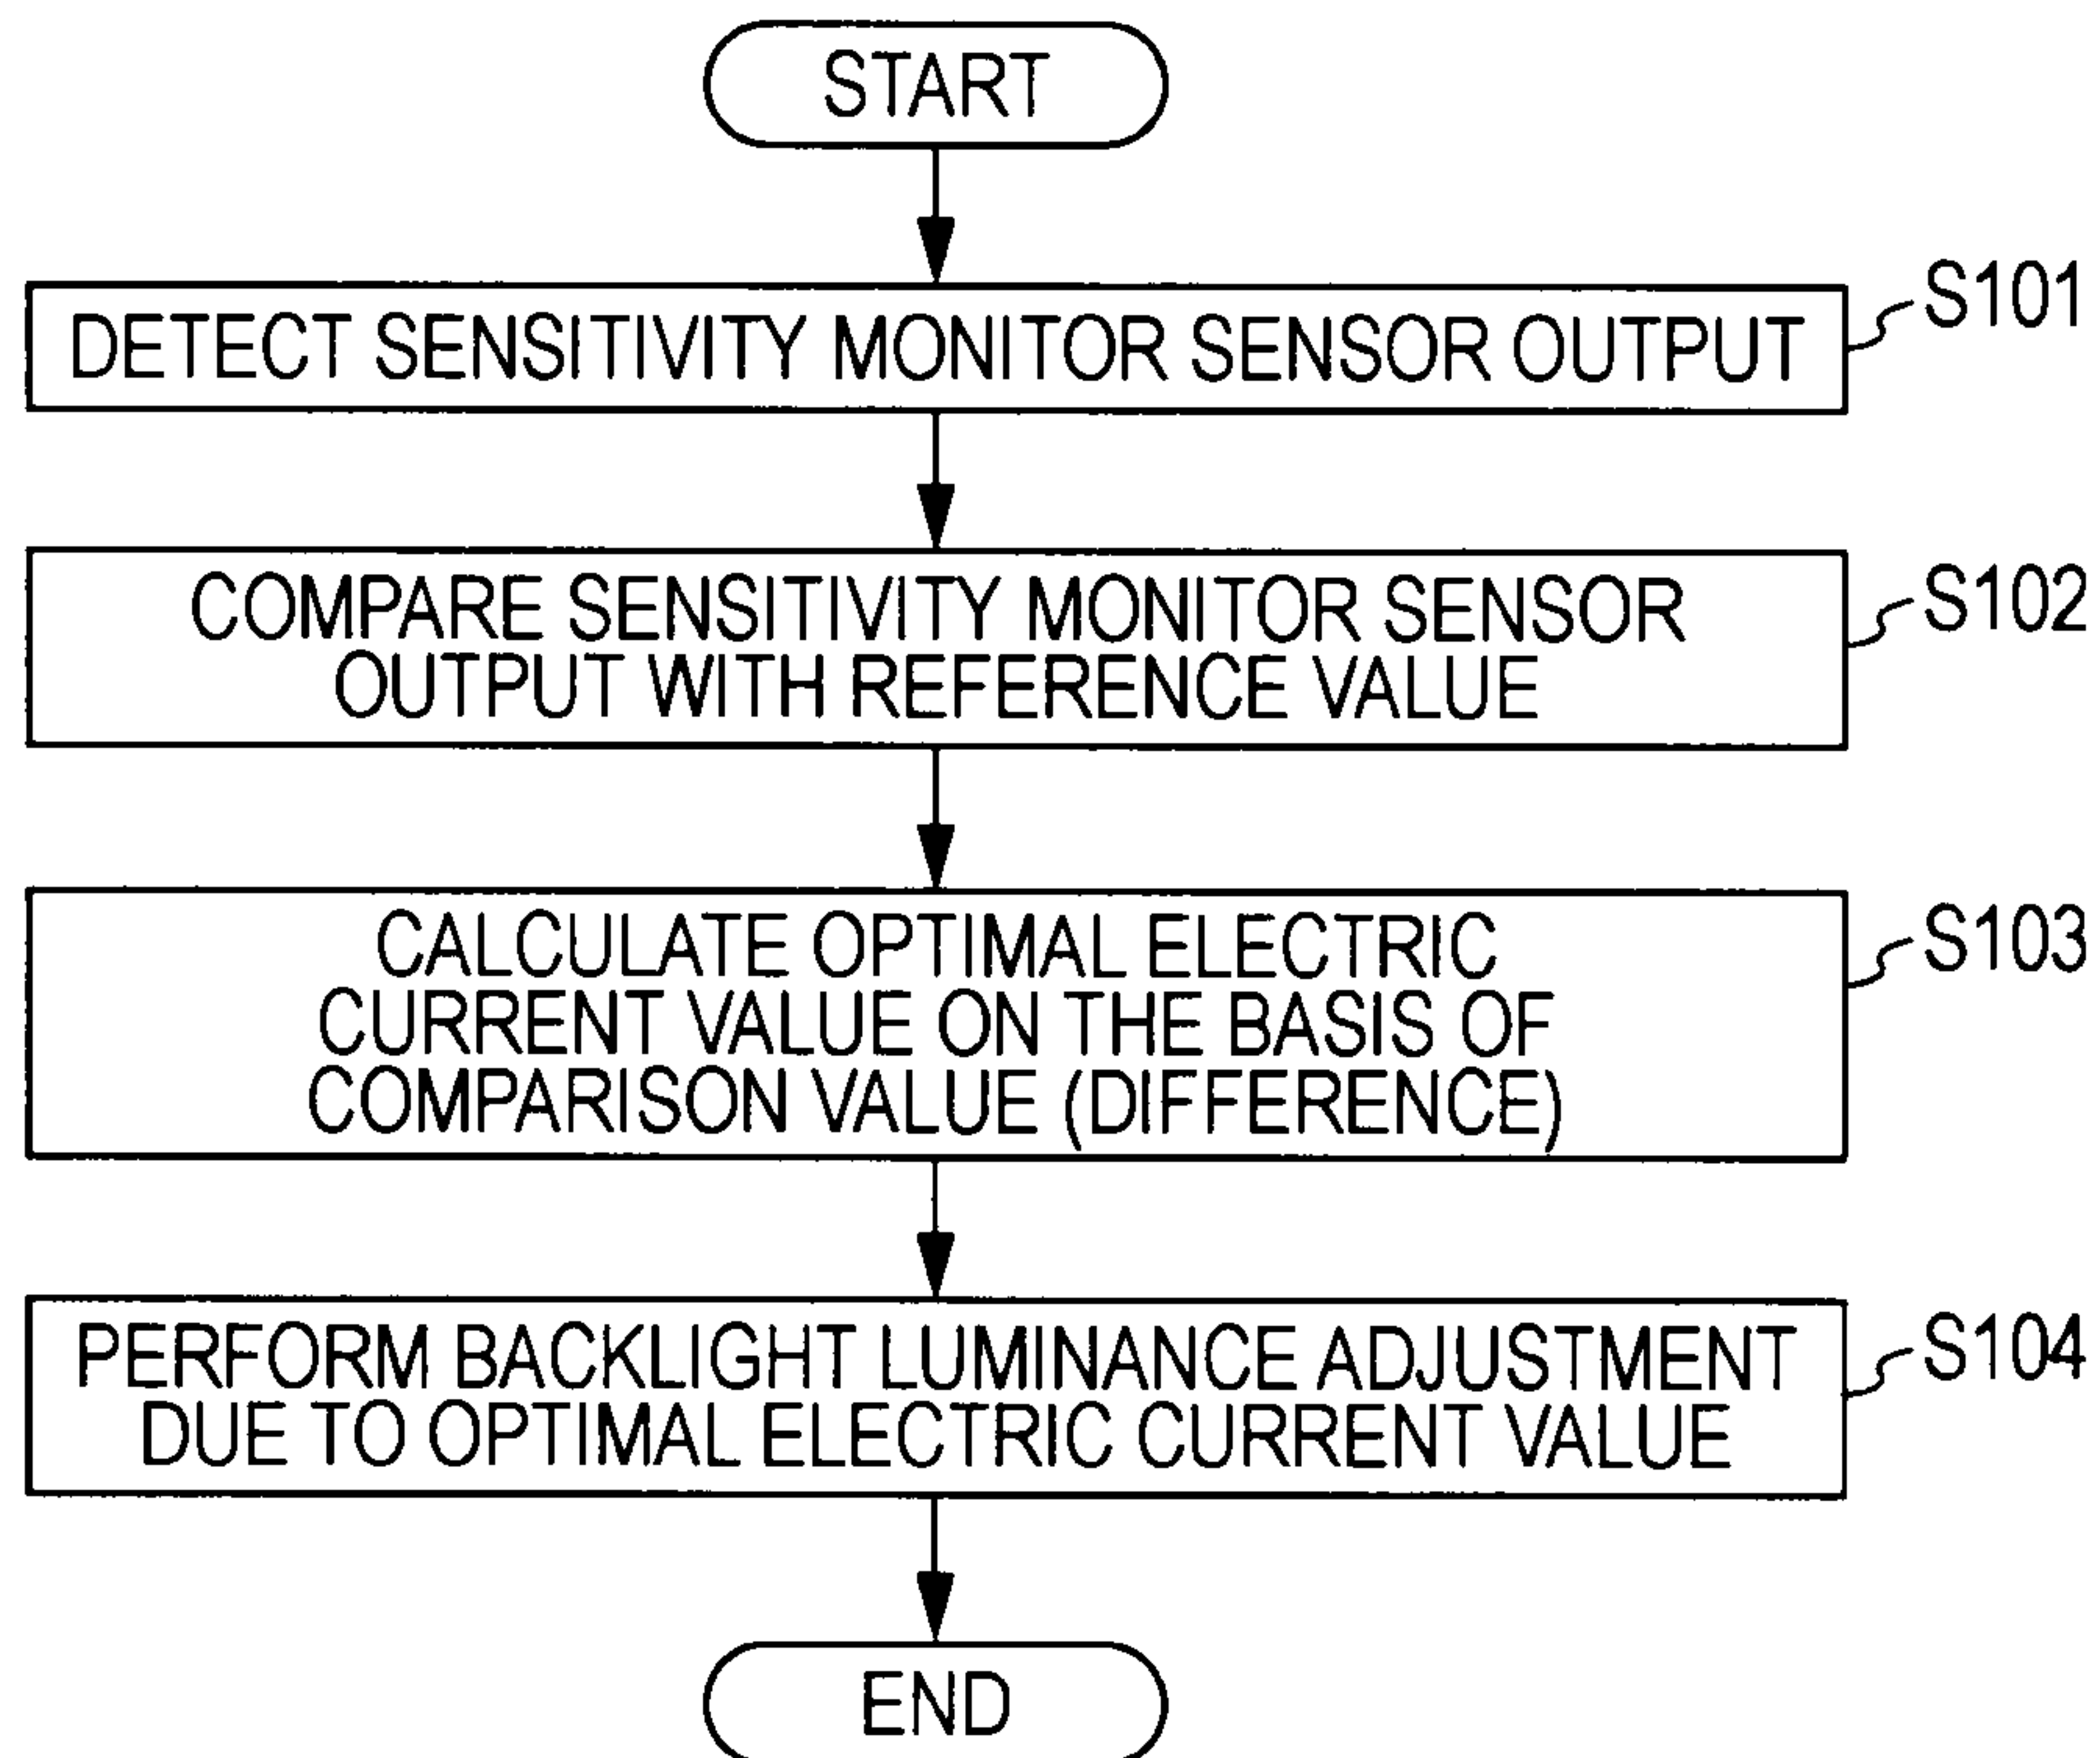 START
DETECT SENSITIVITY MONITOR SENSOR OUTPUT
S101
COMPARE SENSITIVITY MONITOR SENSOR
OUTPUT WITH REFERENCE VALUE
S102
CALCULATE OPTIMAL ELECTRIC
CURRENT VALUE ON THE BASIS OF
COMPARISON VALUE (DIFFERENCE)
S103
PERFORM BACKLIGHT LUMINANCE ADJUSTMENT
DUE TO OPTIMAL ELECTRIC CURRENT VALUE
S104
END